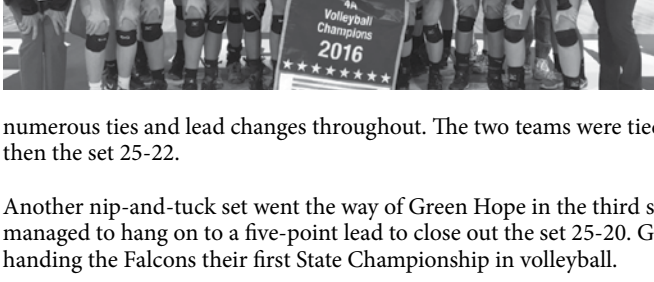 4A
Volleyball
Champions
2016
numerous ties and lead changes throughout. The two teams were tied
then the set 25-22.
Another nip-and-tuck set went the way of Green Hope in the third s
managed to hang on to a five-point lead to close out the set 25-20. G
handing the Falcons their first State Championship in volleyball.